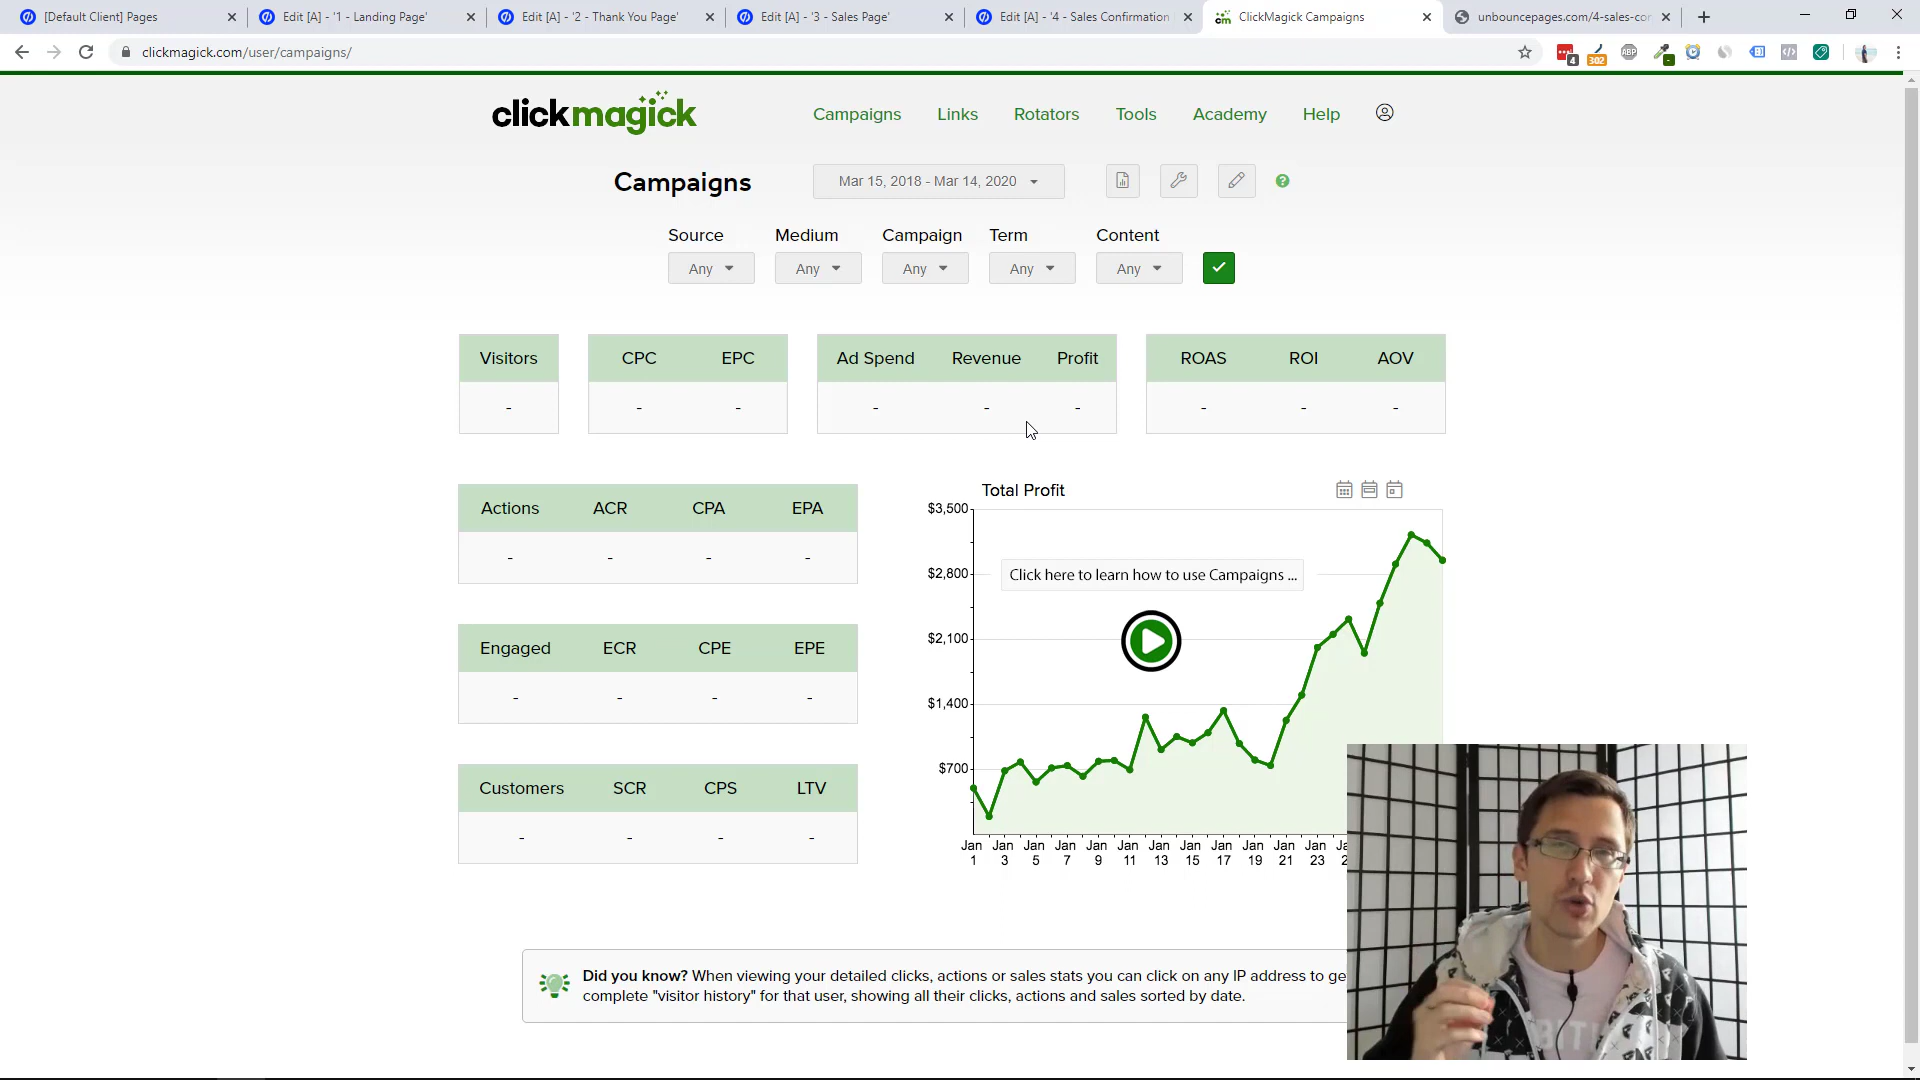 [Default Client] Pages
Edit [A] - '1 - Landing Page'
Edit [A] - '2 - Thank You Page'
Edit [A] - '3 - Sales Page'
Edit [A] - '4 - Sales Confirmation
ClickMagick Campaigns
unbouncepages.com/4-sales-co
clickmagick.com/user/campaigns/
4
302
ABP
clickmagick
Campaigns
Links
Rotators
Tools
Academy
Help
Campaigns
Mar 15, 2018 - Mar 14, 2020
Source Medium Campaign Term Content
Any Any Any Any Any
Visitors CPC EPC Ad Spend Revenue Profit ROAS ROI AOV
- - - - - - - - -
Actions ACR CPA EPA
- - - -
Engaged ECR CPE EPE
- - - -
Customers SCR CPS LTV
- - - -
Total Profit
$3,500
$2,800
$2,100
$1,400
$700
Click here to learn how to use Campaigns ...
Jan Jan Jan Jan Jan Jan Jan Jan Jan Jan Jan Jan
1 3 5 7 9 11 13 15 17 19 21 23
Did you know? When viewing your detailed clicks, actions or sales stats you can click on any IP address to ge
complete "visitor history" for that user, showing all their clicks, actions and sales sorted by date.